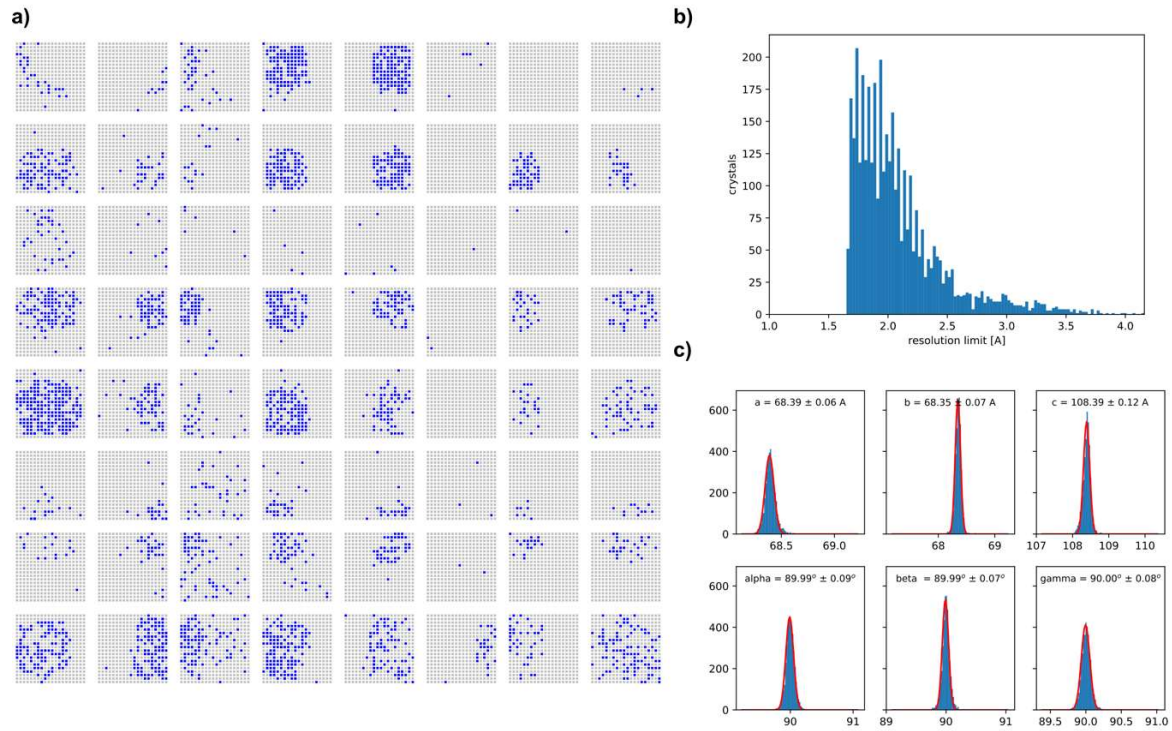 a)
b)
200
175
150
125
100
75
50
25
0
crystals
1.0 1.5 2.0 2.5 3.0 3.5 4.0
resolution limit [A]
c)
600
400
200
0
a = 68.39 ± 0.06 A
b = 68.35 ± 0.07 A
c = 108.39 ± 0.12 A
68.5 69.0
68 69
107 108 109 110
600
400
200
0
alpha = 89.99° ± 0.09°
beta = 89.99° ± 0.07°
gamma = 90.00° ± 0.08°
90 91
89 90 91
89.5 90.0 90.5 91.0